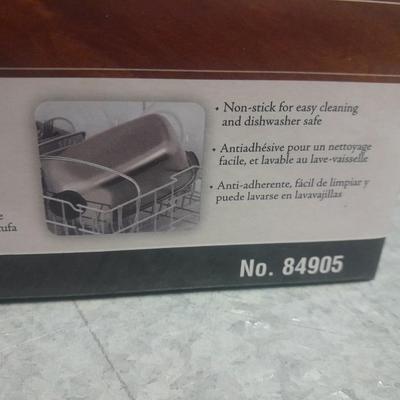 • Non-stick for easy cleaning
and dishwasher safe
• Antiadhésive pour un nettoyage
facile, et lavable au lave-vaisselle
• Anti-adherente, fácil de limpiar y
puede lavarse en lavavajillas
No. 84905